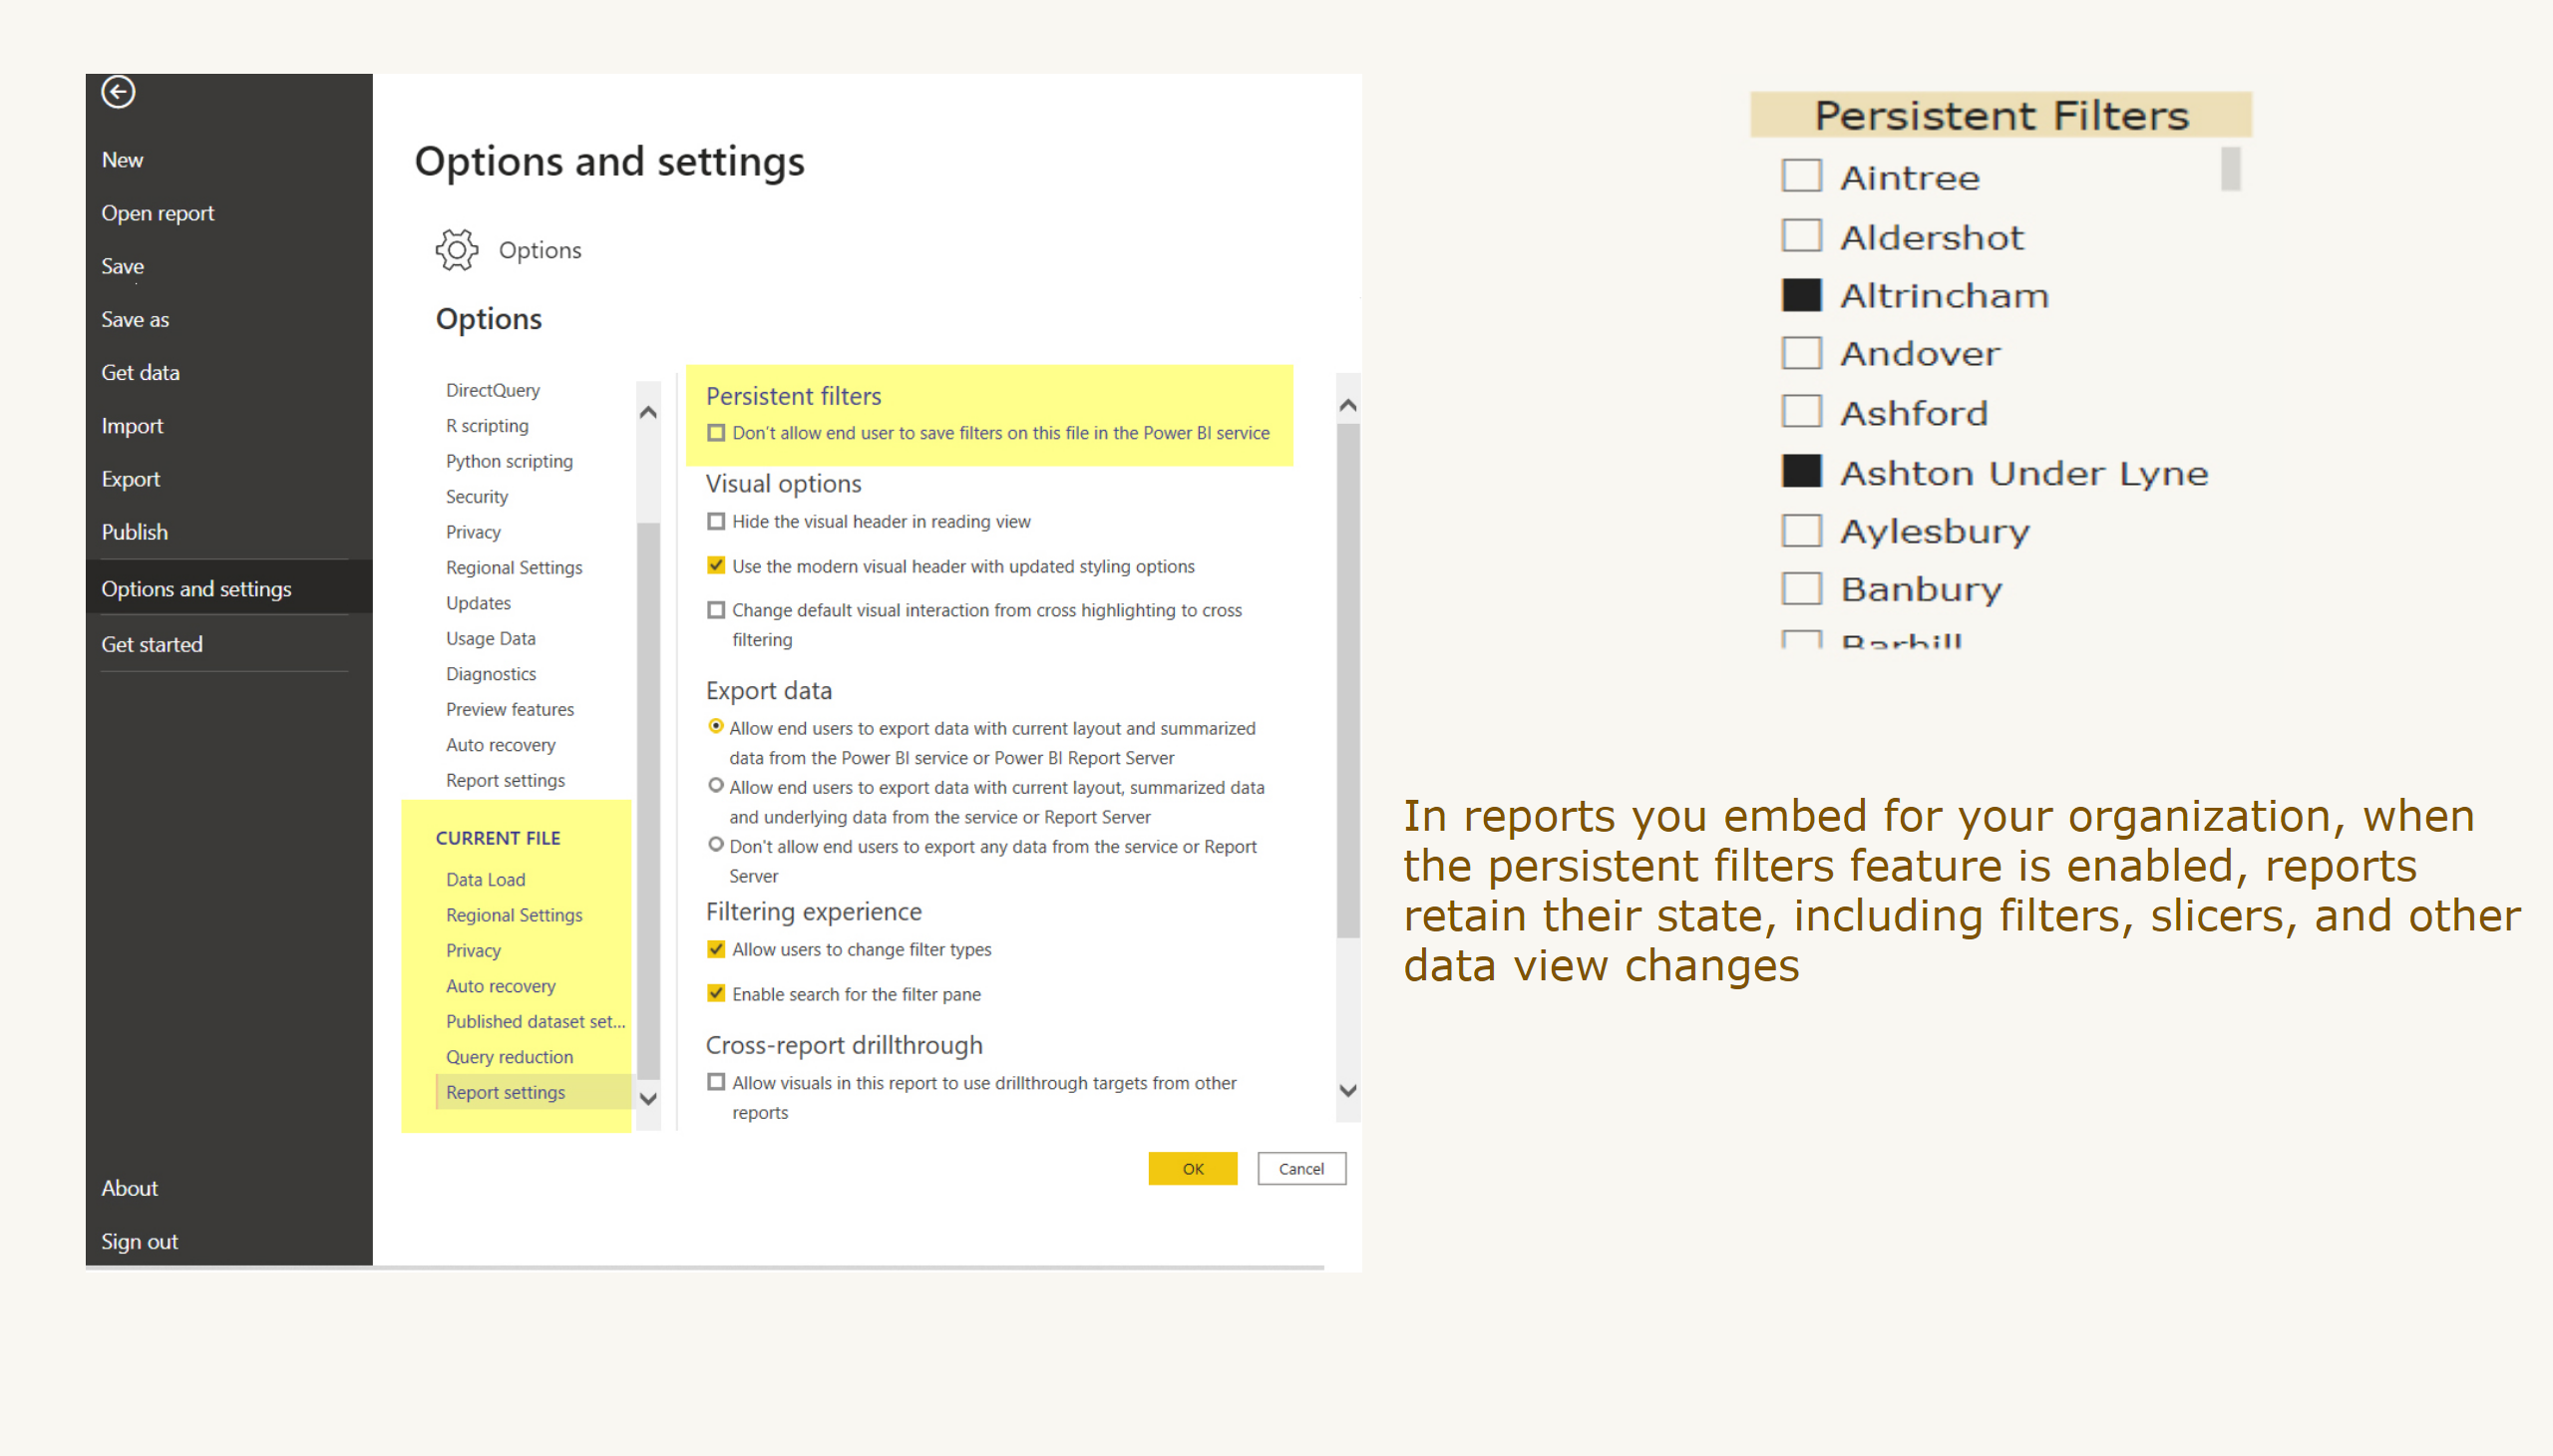 New
Open report
Save
Save as
Get data
Import
Export
Publish
Options and settings
Get started
About
Sign out
Options and settings
Options
Options
DirectQuery
R scripting
Python scripting
Security
Privacy
Regional Settings
Updates
Usage Data
Diagnostics
Preview features
Auto recovery
Report settings
CURRENT FILE
Data Load
Regional Settings
Privacy
Auto recovery
Published dataset set...
Query reduction
Report settings
Persistent filters
Don't allow end user to save filters on this file in the Power BI service
Visual options
Hide the visual header in reading view
Use the modern visual header with updated styling options
Change default visual interaction from cross highlighting to cross
filtering
Export data
Allow end users to export data with current layout and summarized
data from the Power BI service or Power BI Report Server
Allow end users to export data with current layout, summarized data
and underlying data from the service or Report Server
Don't allow end users to export any data from the service or Report
Server
Filtering experience
Allow users to change filter types
Enable search for the filter pane
Cross-report drillthrough
Allow visuals in this report to use drillthrough targets from other
reports
OK
Cancel
Persistent Filters
Aintree
Aldershot
Altrincham
Andover
Ashford
Ashton Under Lyne
Aylesbury
Banbury
Barhill
In reports you embed for your organization, when
the persistent filters feature is enabled, reports
retain their state, including filters, slicers, and other
data view changes